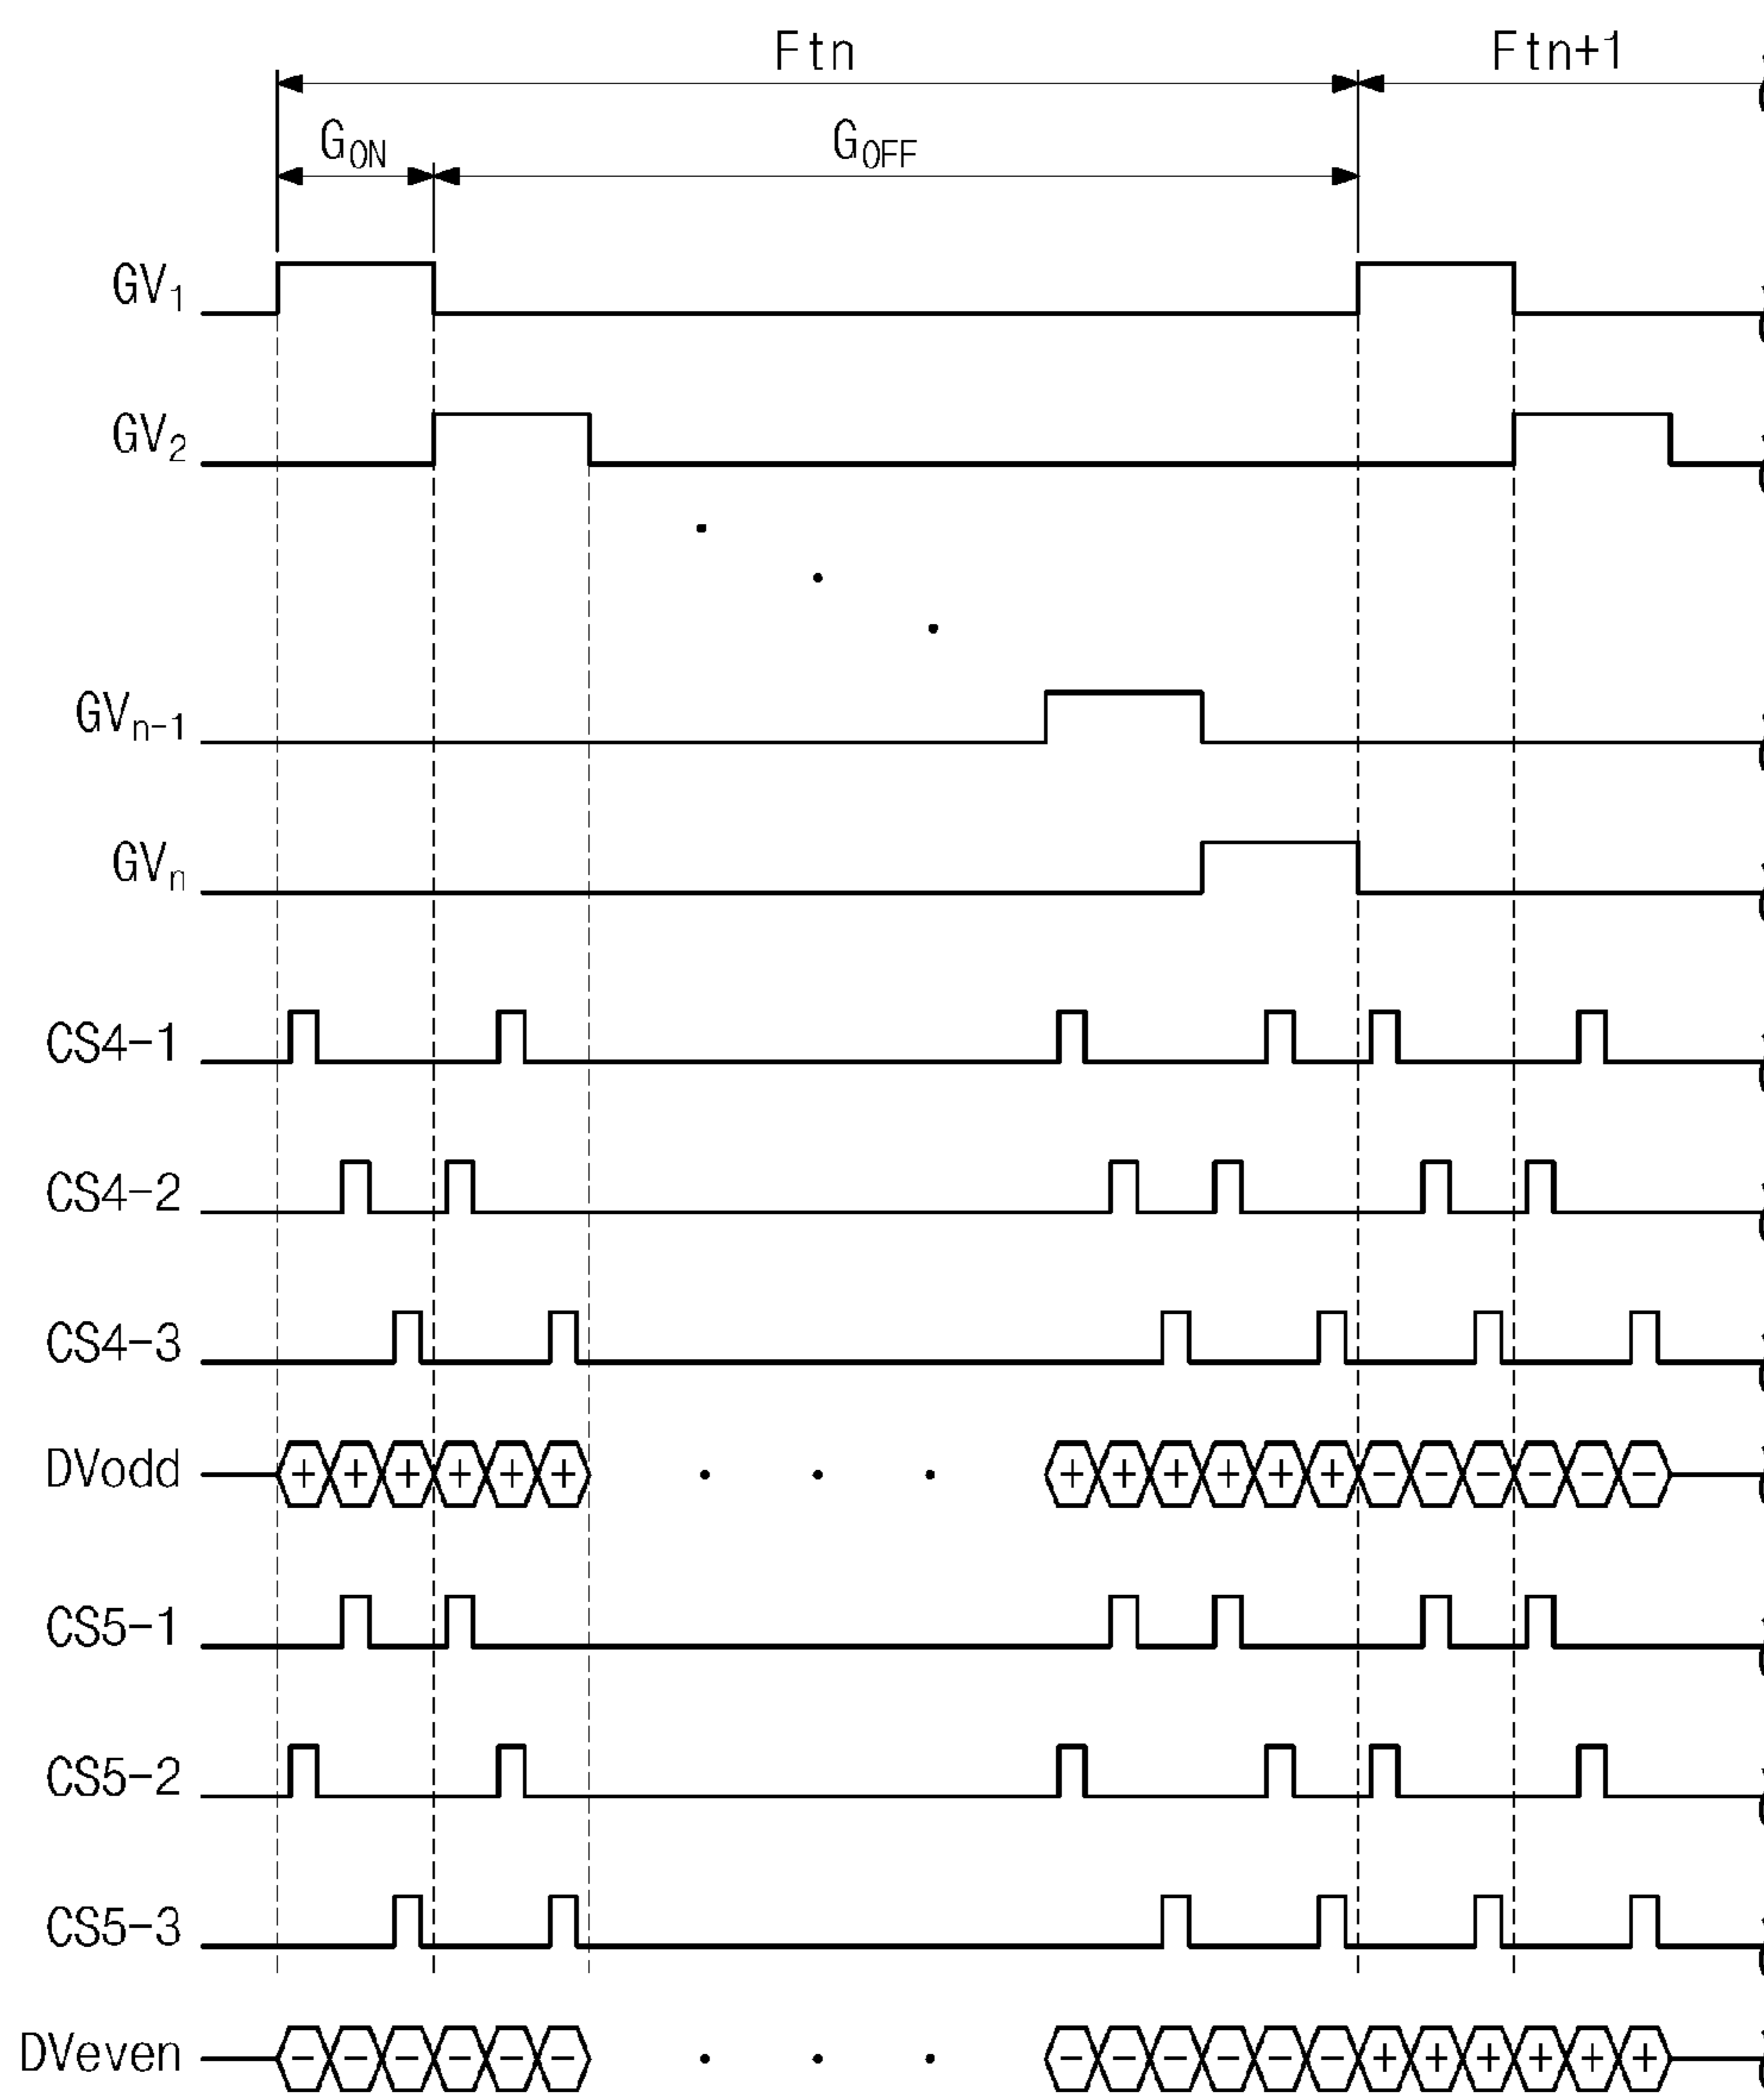 Ftn Ftn+1
GON GOFF
GV1
GV2
GVn-1
GVn
CS4-1
CS4-2
CS4-3
DVodd + + + + + + + + + + + + - - - - - -
CS5-1
CS5-2
CS5-3
DVeven - - - - - - - - - - - - + + + + + +